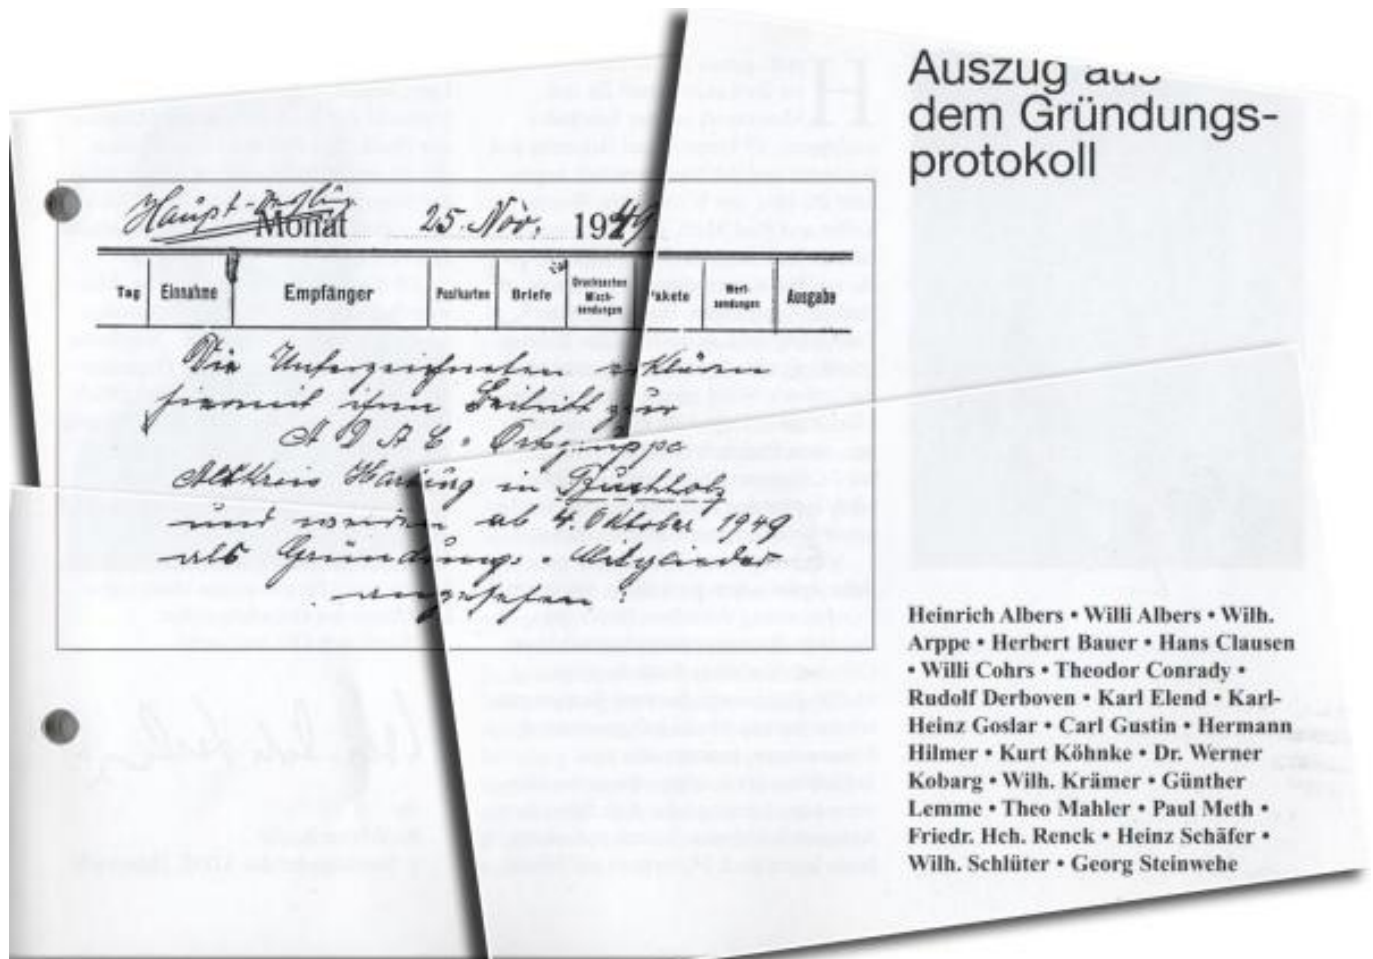 Auszug aus
dem Gründungs-
protokoll
Haupt-
Monat 25. Nov. 1949
Tag Einnahme Empfänger Postkarten Briefe Drucksachen Misch-sendungen Pakete Wert-sendungen Ausgabe
Die Unterzeichneten erklären
hiermit ihren Beitritt zur
A D A C - Ortsgruppe
Altkreis Harburg in Buchholz
und werden ab 4. Oktober 1949
als Gründungs-Mitglieder
angesehen:
Heinrich Albers • Willi Albers • Wilh.
Arppe • Herbert Bauer • Hans Clausen
• Willi Cohrs • Theodor Conrady •
Rudolf Derboven • Karl Elend • Karl-
Heinz Goslar • Carl Gustin • Hermann
Hilmer • Kurt Köhnke • Dr. Werner
Kobarg • Wilh. Krämer • Günther
Lemme • Theo Mahler • Paul Meth •
Friedr. Hch. Renck • Heinz Schäfer •
Wilh. Schlüter • Georg Steinwehe